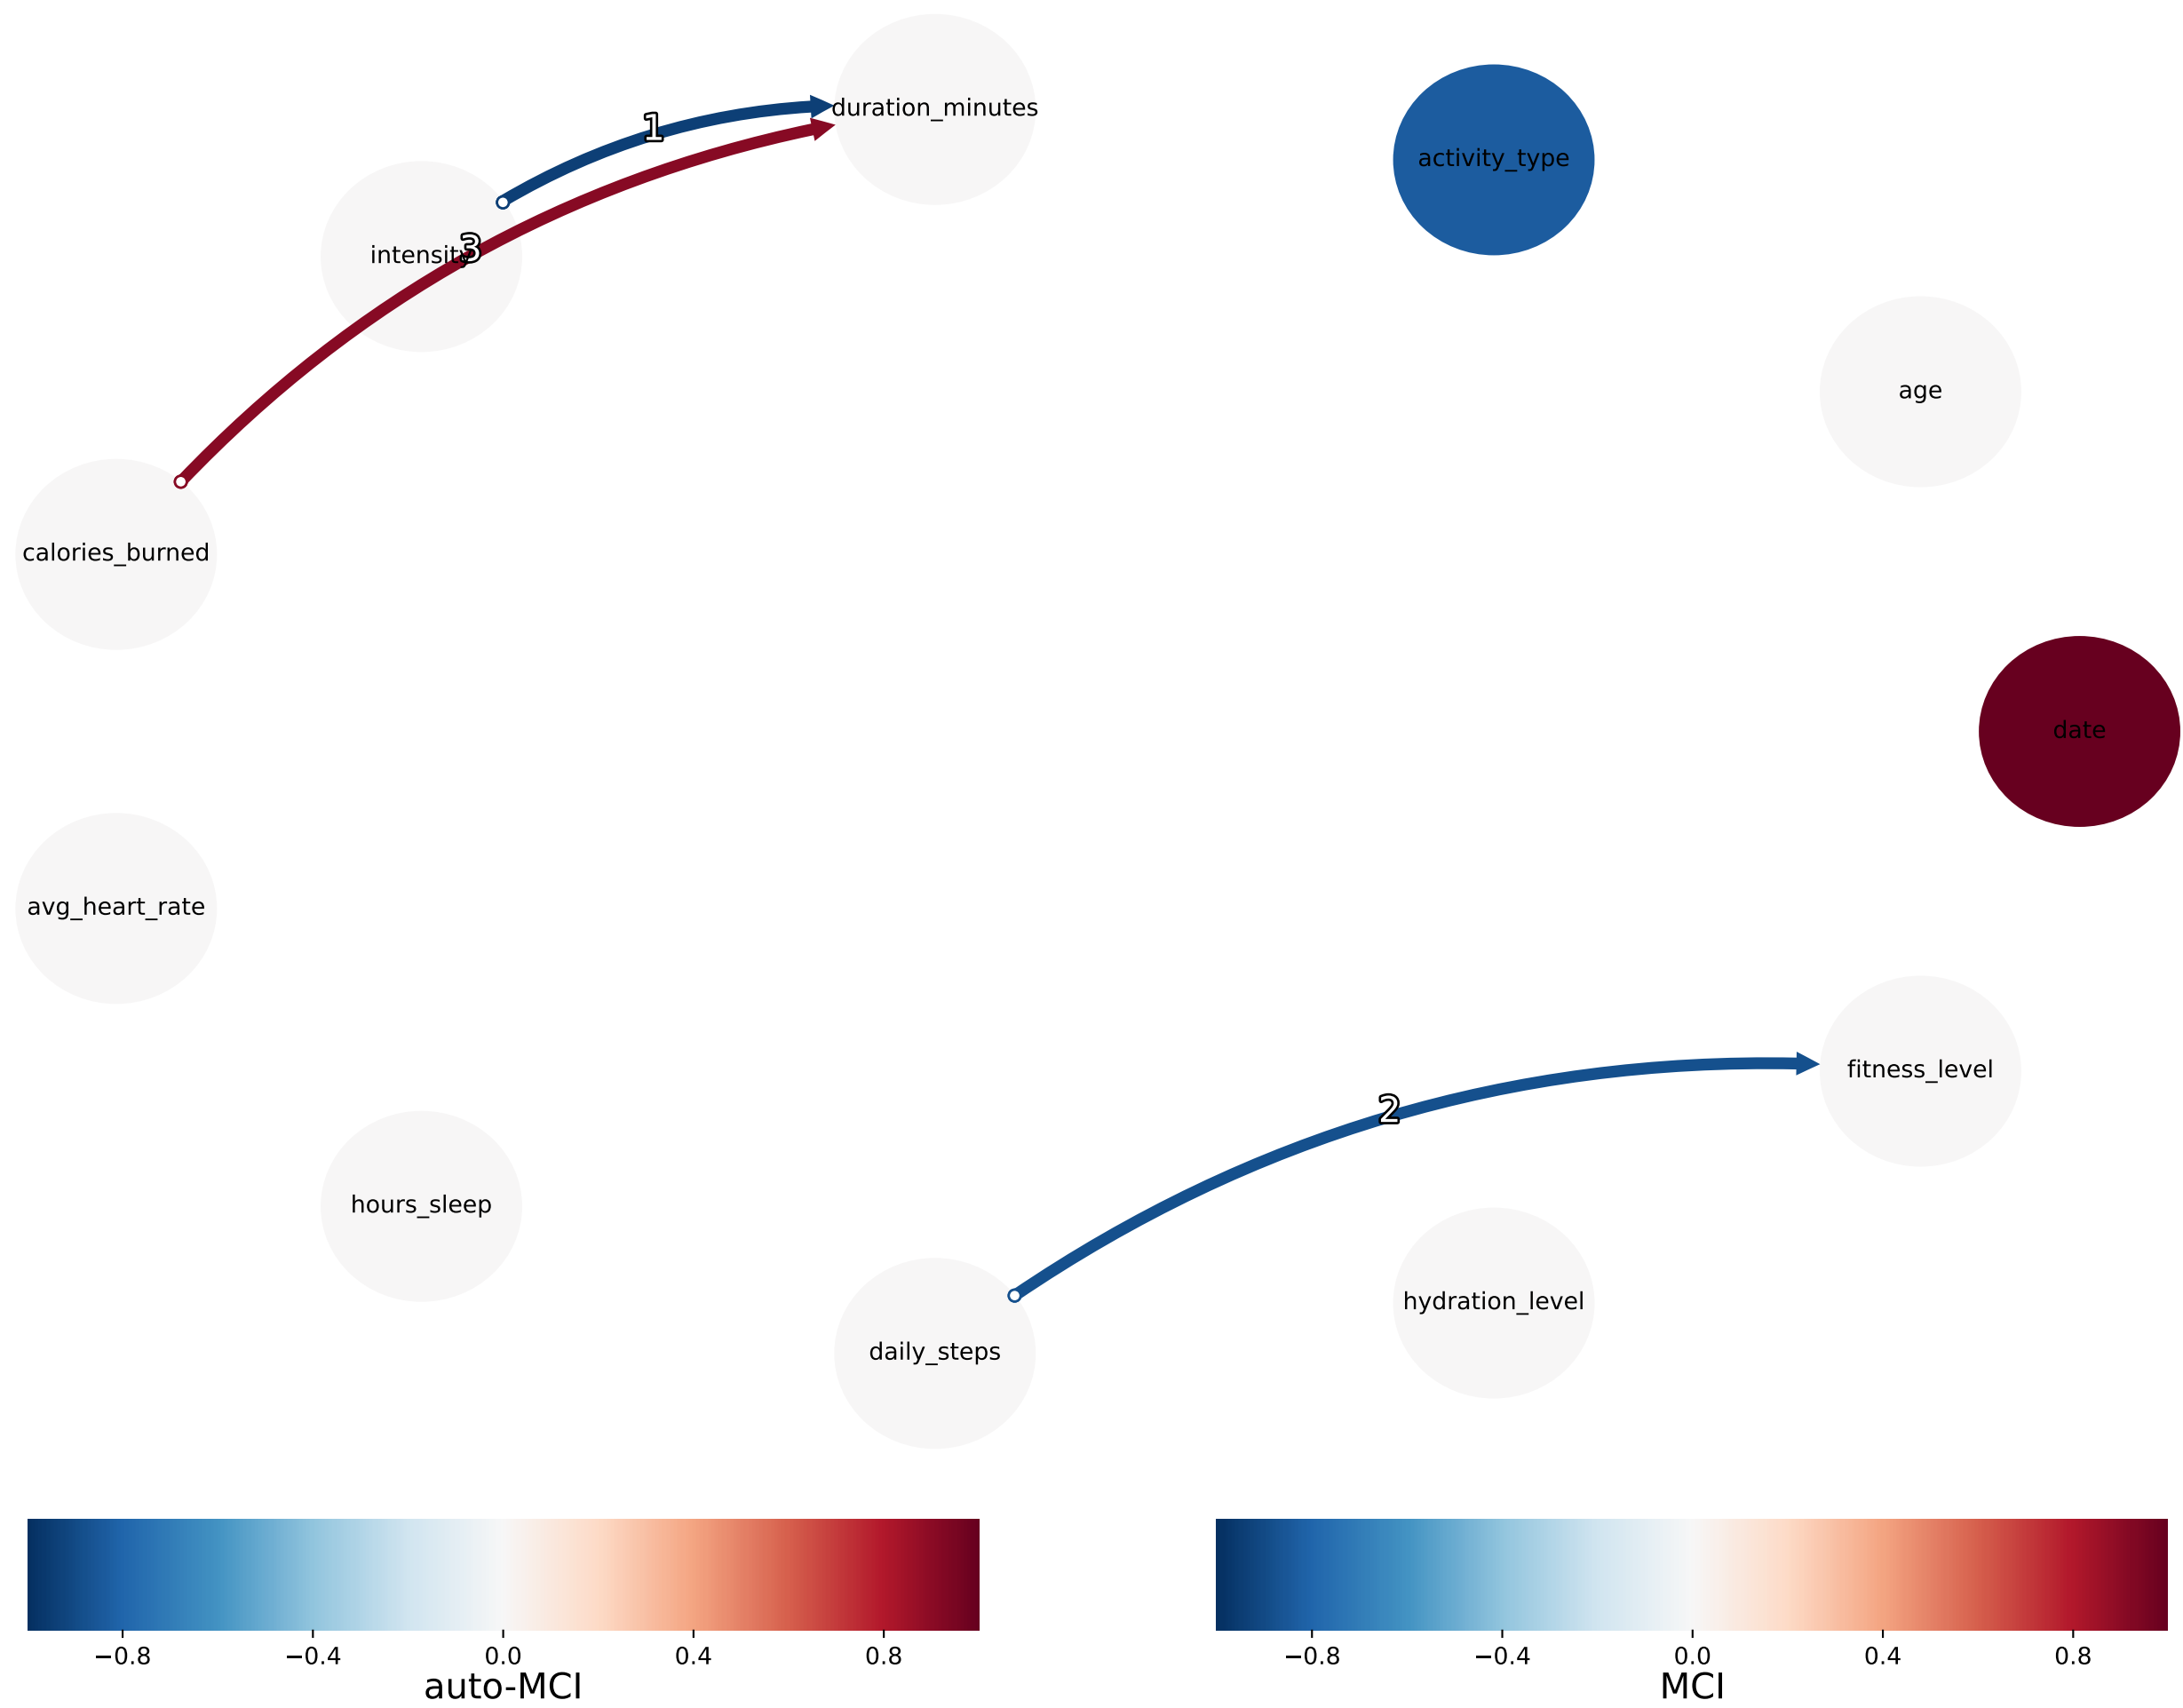 duration_minutes
activity_type
intensity
age
calories_burned
date
avg_heart_rate
fitness_level
hours_sleep
hydration_level
daily_steps
1
3
2
−0.8 −0.4 0.0 0.4 0.8
auto-MCI
−0.8 −0.4 0.0 0.4 0.8
MCI